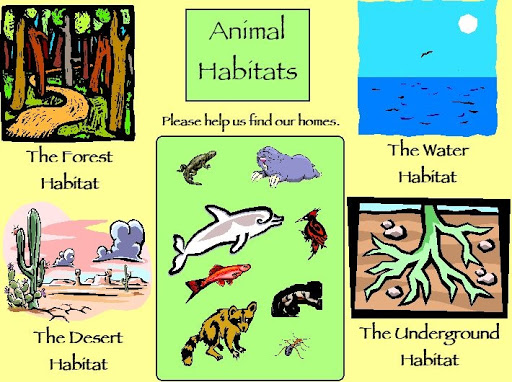 Animal
Habitats
Please help us find our homes.
The Forest
Habitat
The Water
Habitat
The Desert
Habitat
The Underground
Habitat